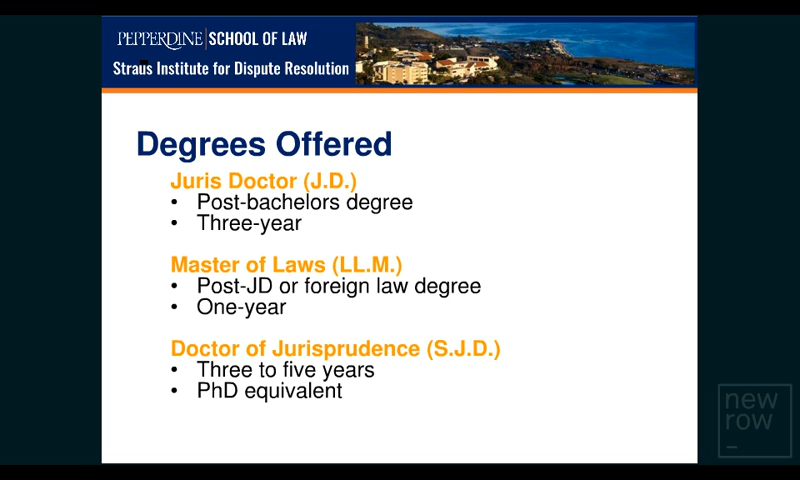 PEPPERDINE | SCHOOL OF LAW
Straus Institute for Dispute Resolution
Degrees Offered
Juris Doctor (J.D.)
• Post-bachelors degree
• Three-year
Master of Laws (LL.M.)
• Post-JD or foreign law degree
• One-year
Doctor of Jurisprudence (S.J.D.)
• Three to five years
• PhD equivalent
new
row